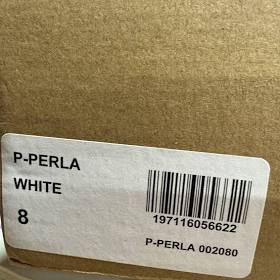 P-PERLA
WHITE
8
197116056622
P-PERLA 002080